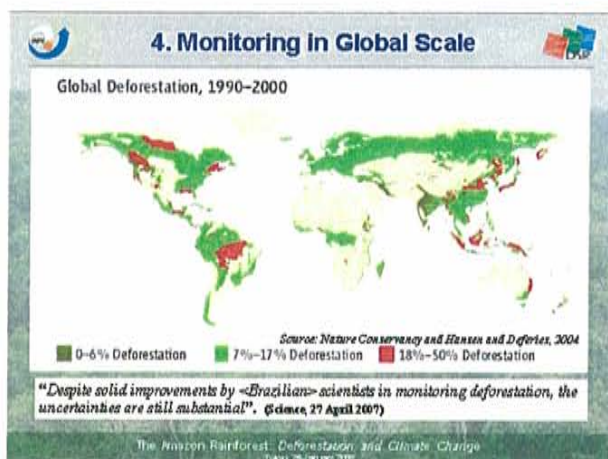 4. Monitoring in Global Scale
Global Deforestation, 1990–2000
Source: Nature Conservancy and Hansen and Deferies, 2004
0–6% Deforestation 7%–17% Deforestation 18%–50% Deforestation
“Despite solid improvements by <Brazilian> scientists in monitoring deforestation, the
uncertainties are still substantial”. (Science, 27 April 2007)
The Amazon Rainforest: Deforestation and Climate Change